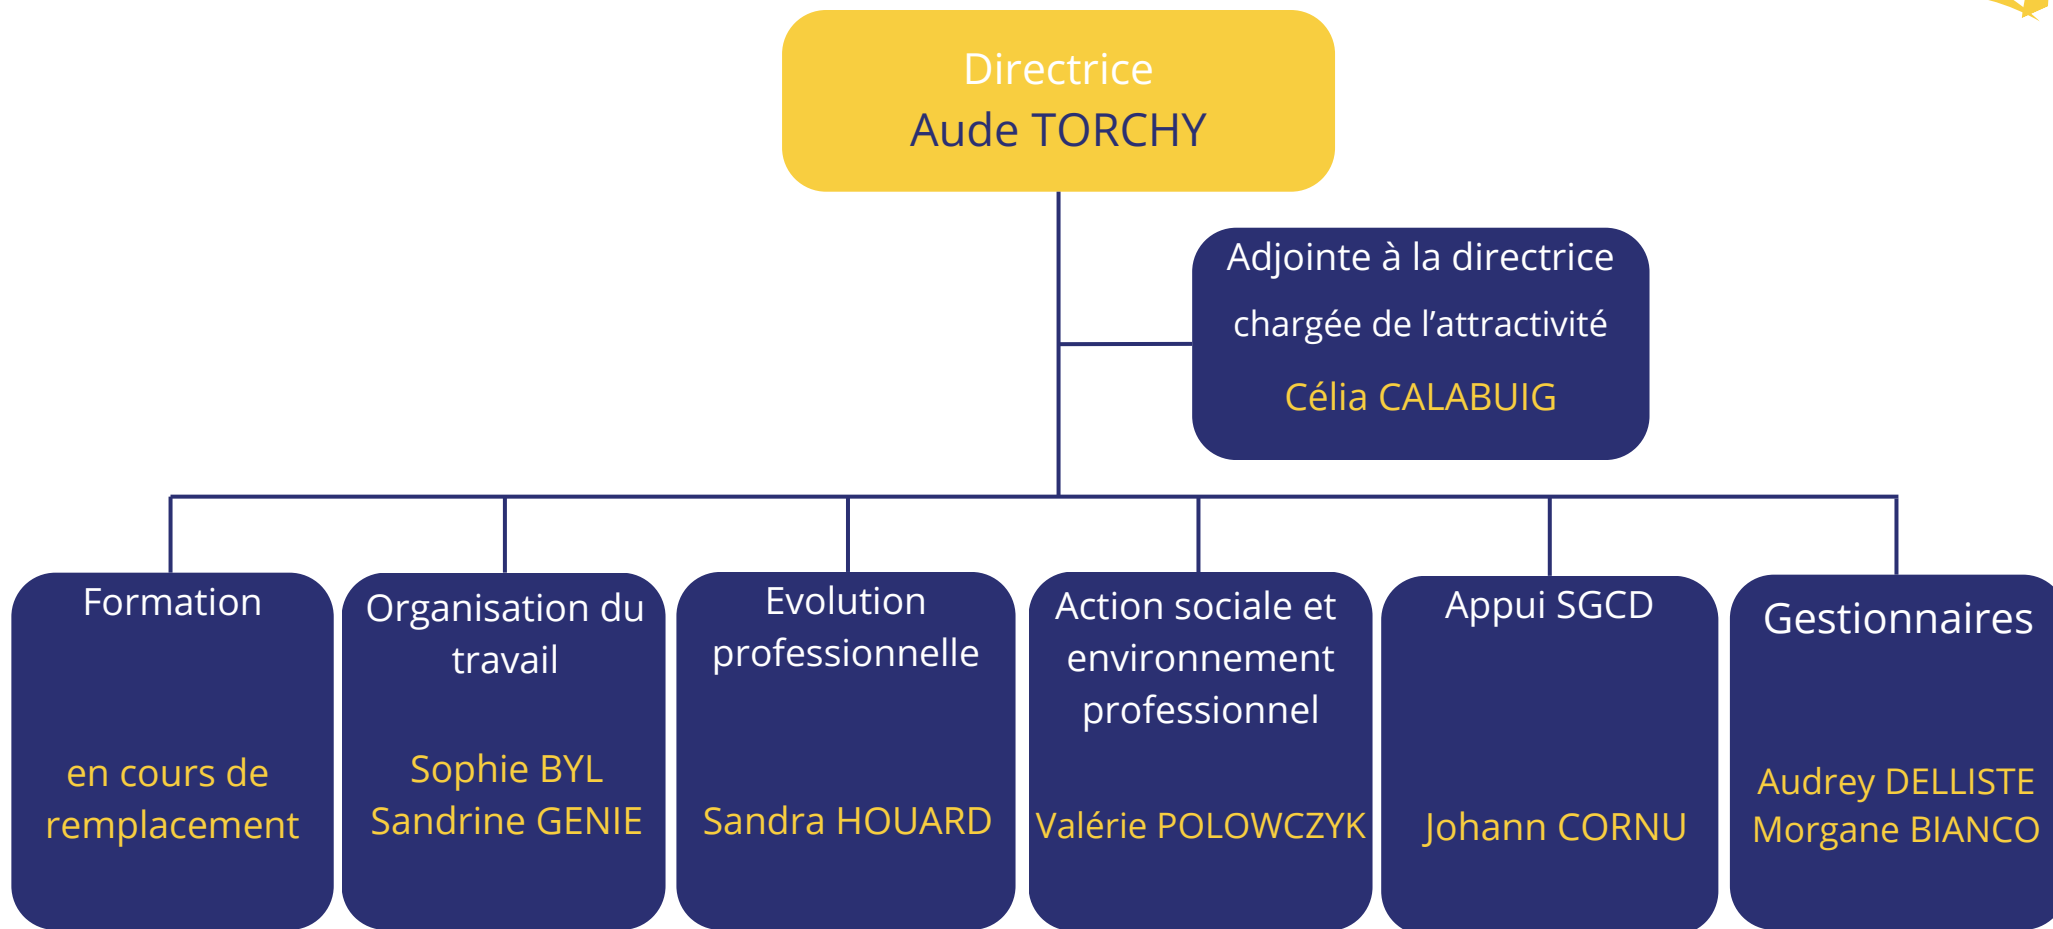 Directrice
Aude TORCHY
Adjointe à la directrice
chargée de l’attractivité
Célia CALABUIG
Formation
en cours de
remplacement
Organisation du
travail
Sophie BYL
Sandrine GENIE
Evolution
professionnelle
Sandra HOUARD
Action sociale et
environnement
professionnel
Valérie POLOWCZYK
Appui SGCD
Johann CORNU
Gestionnaires
Audrey DELLISTE
Morgane BIANCO